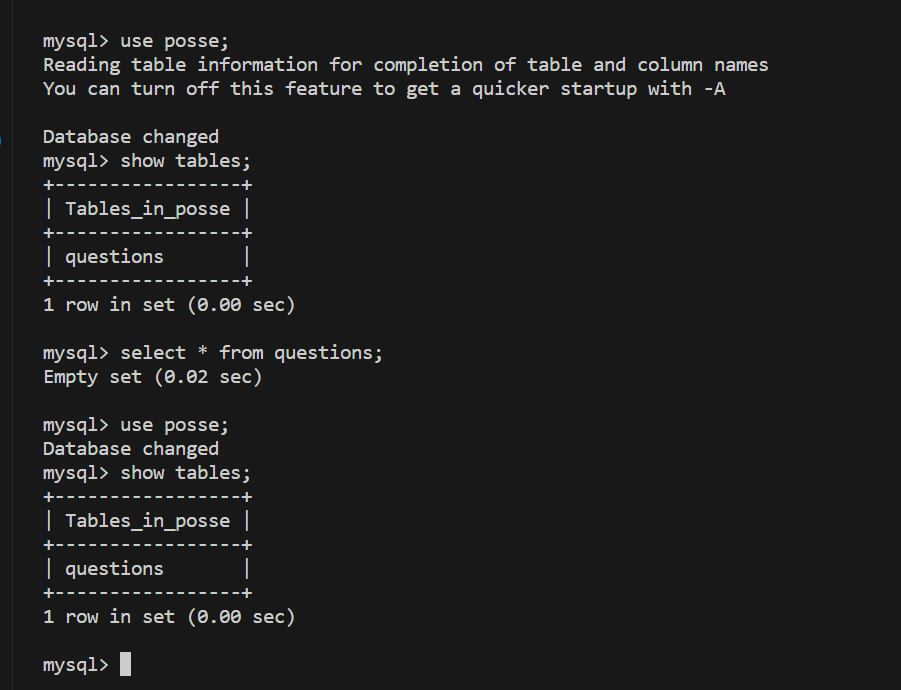 mysql> use posse;
Reading table information for completion of table and column names
You can turn off this feature to get a quicker startup with -A
Database changed
mysql> show tables;
+-----------------+
| Tables_in_posse |
+-----------------+
| questions       |
+-----------------+
1 row in set (0.00 sec)
mysql> select * from questions;
Empty set (0.02 sec)
mysql> use posse;
Database changed
mysql> show tables;
+-----------------+
| Tables_in_posse |
+-----------------+
| questions       |
+-----------------+
1 row in set (0.00 sec)
mysql>